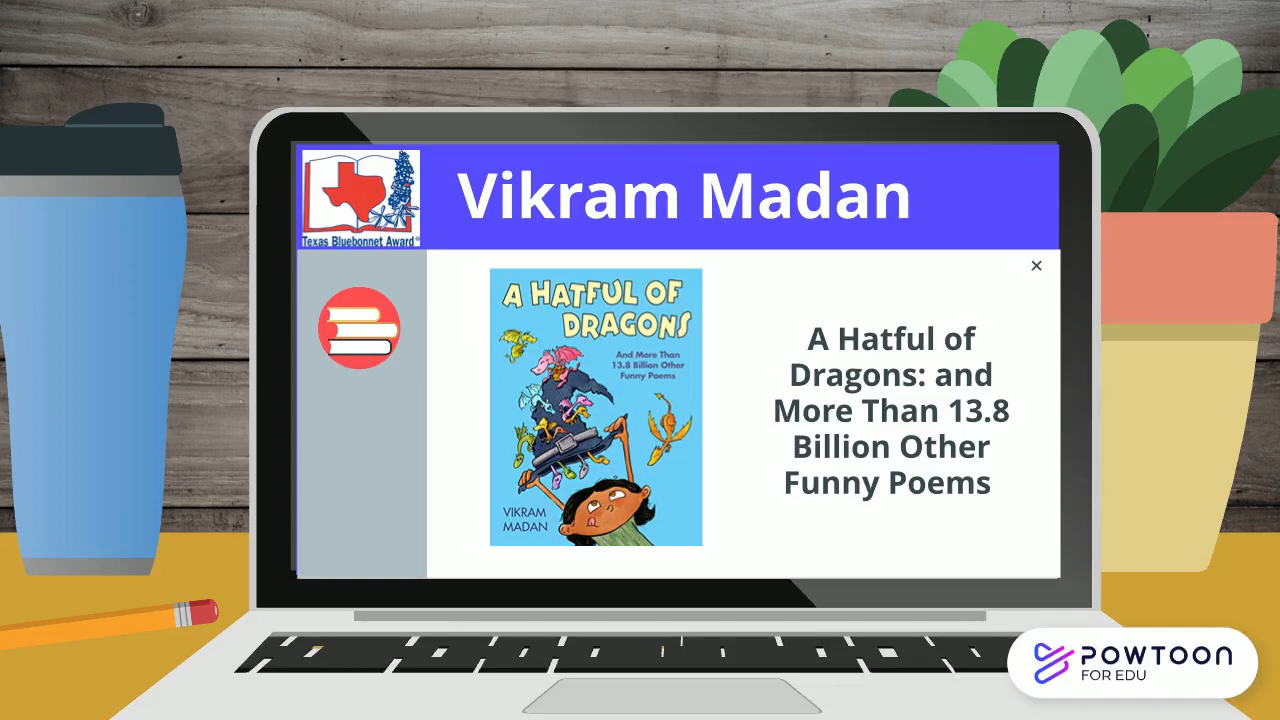 Vikram Madan
Texas Bluebonnet Award®
A HATFUL OF
DRAGONS
And More Than
13.8 Billion Other
Funny Poems
VIKRAM
MADAN
A Hatful of
Dragons: and
More Than 13.8
Billion Other
Funny Poems
POWTOON
FOR EDU